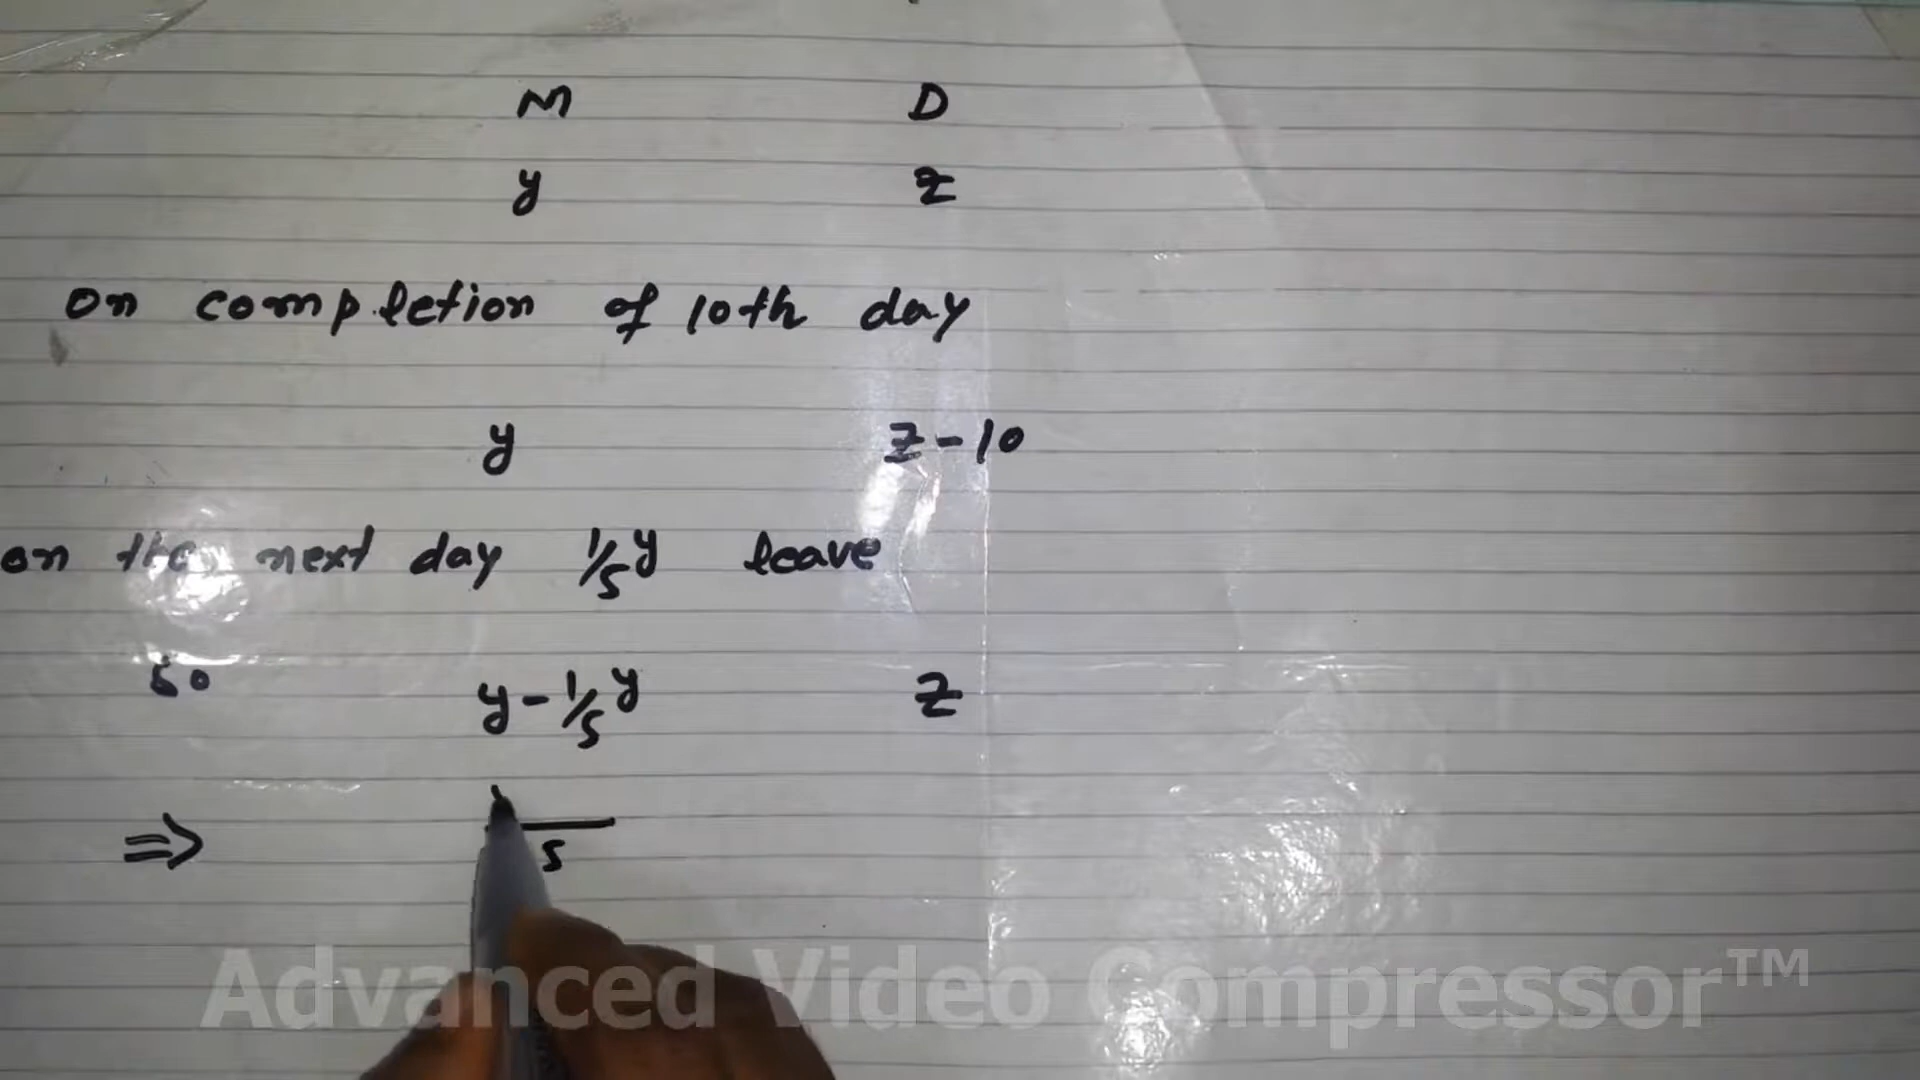 M D
y z
on completion of 10th day
y z-10
on the next day 1/5 y leave
so y - 1/5 y z
⇒ 5
Advanced Video Compressor™